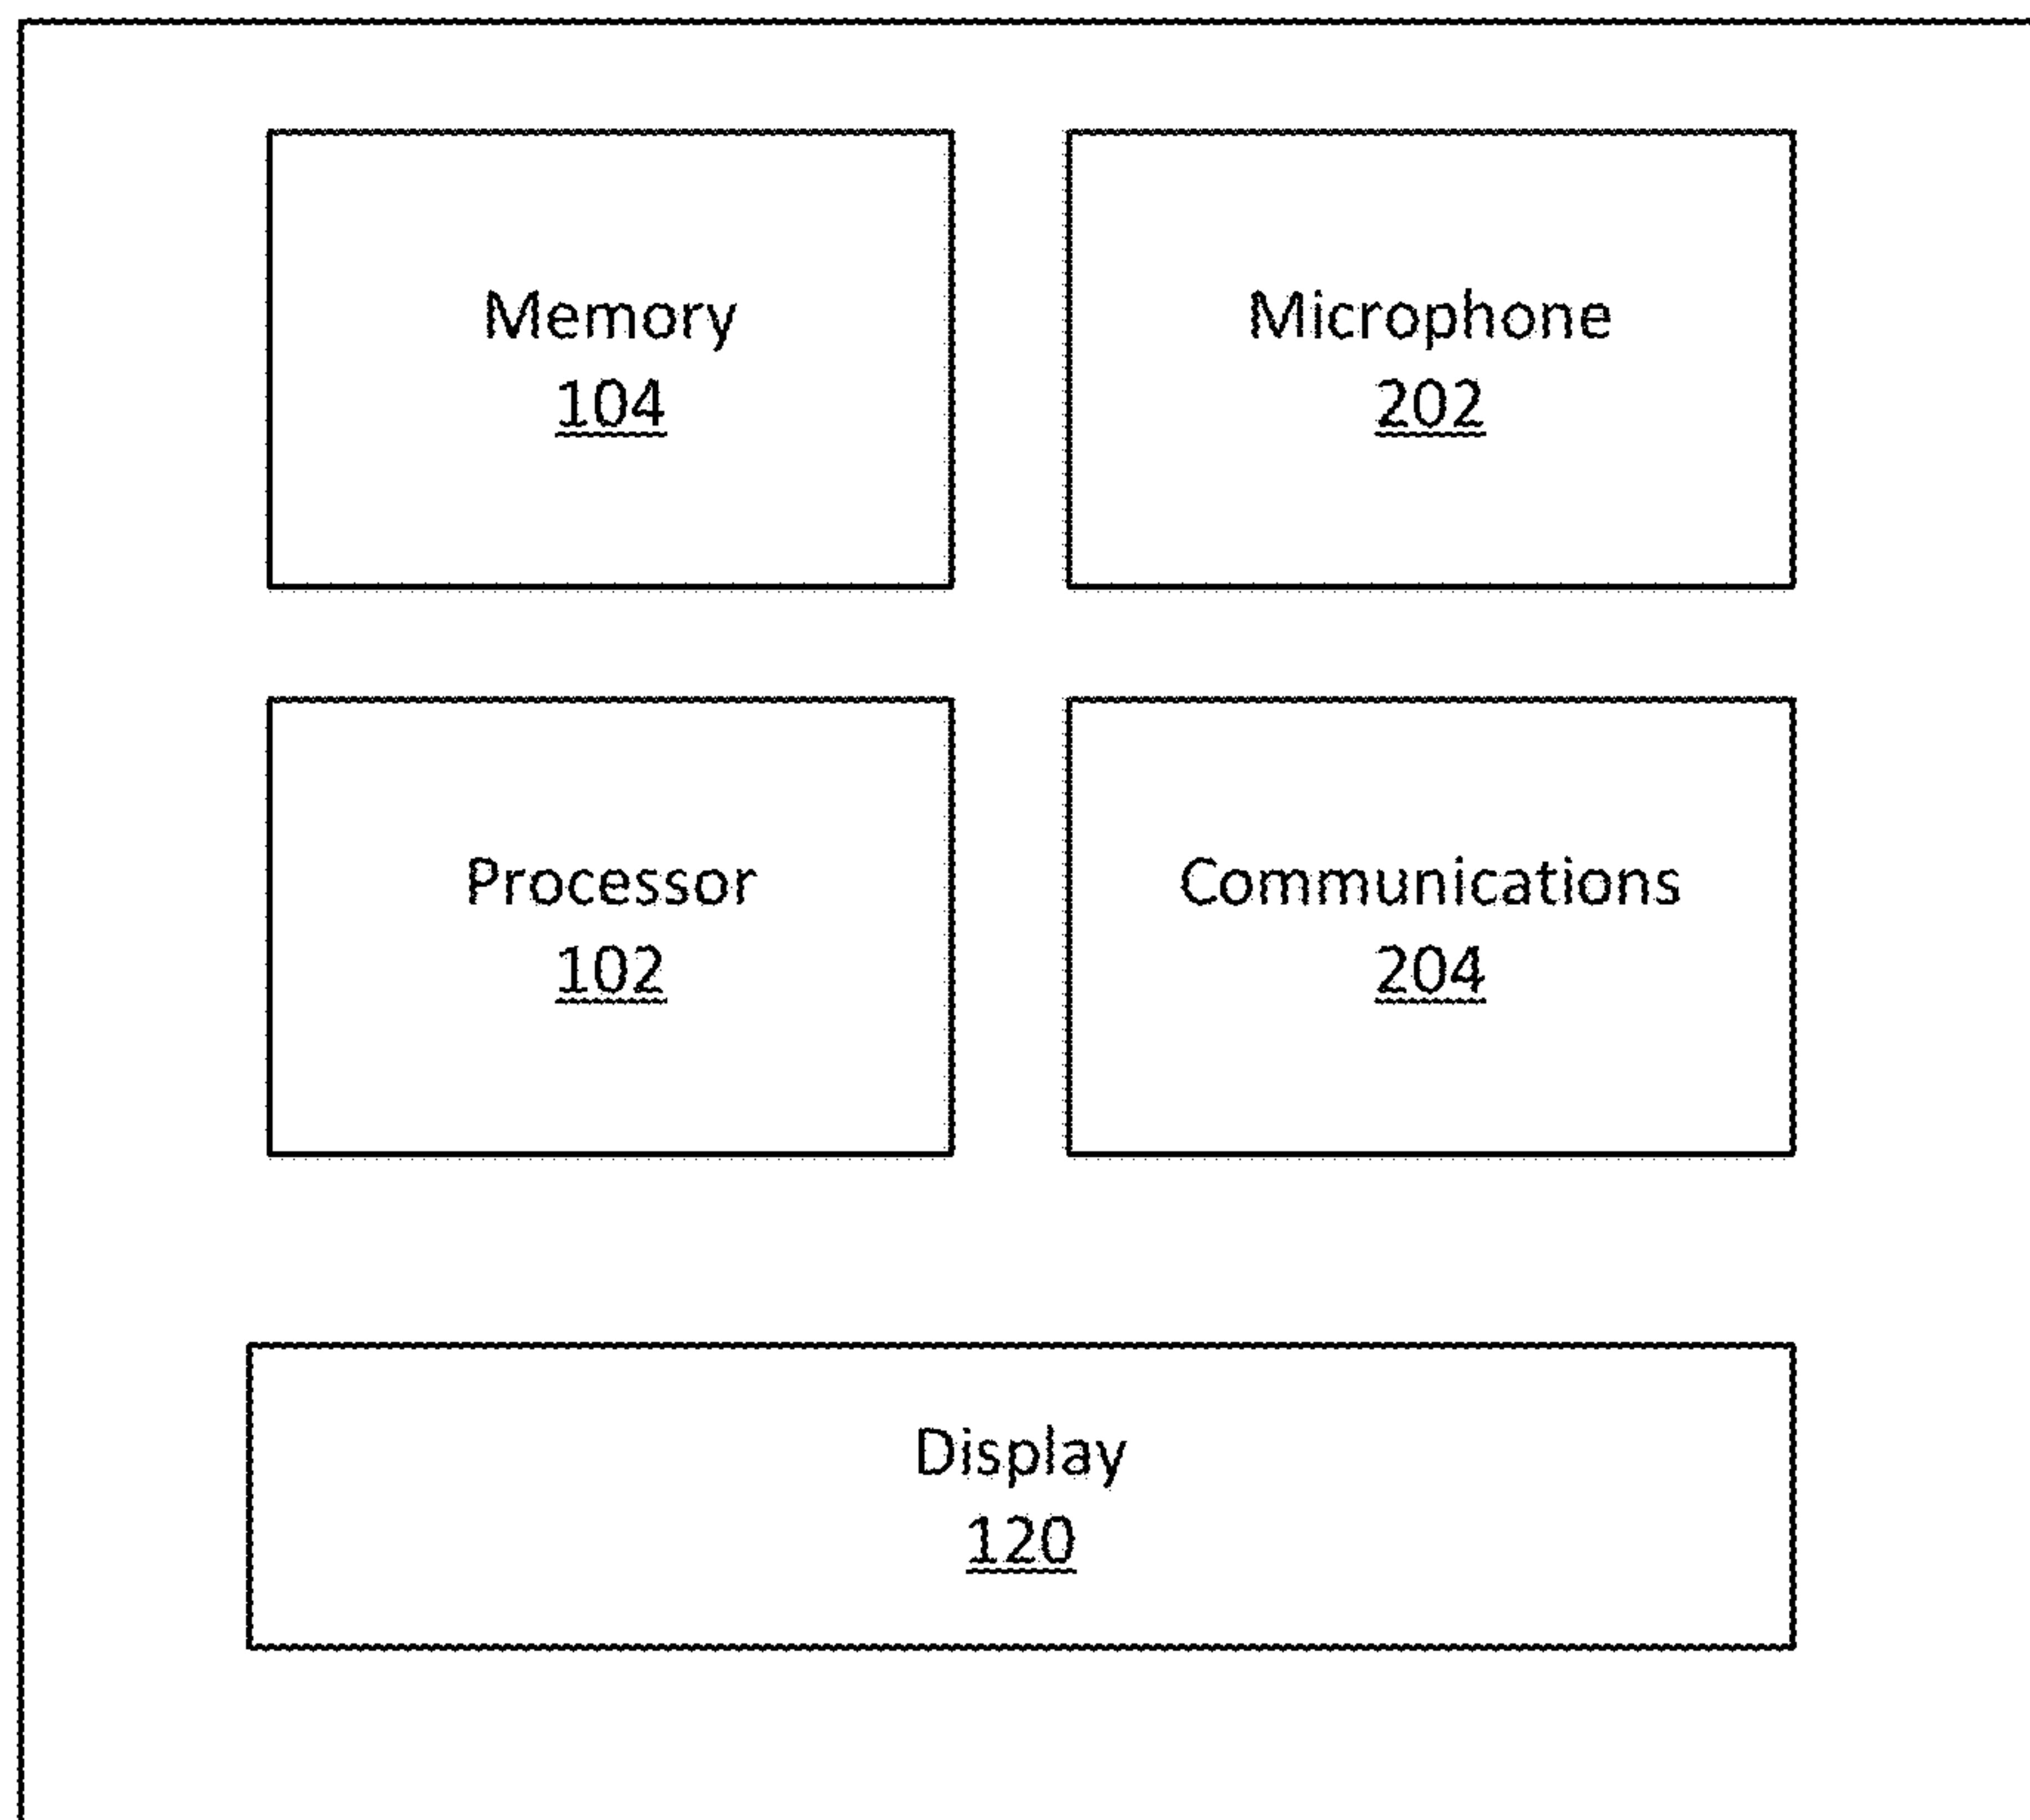 Memory
104
Microphone
202
Processor
102
Communications
204
Display
120